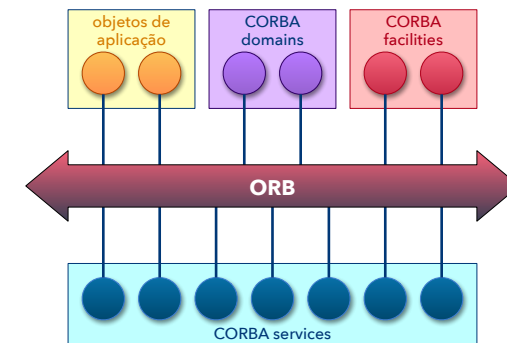 objetos de
aplicação
CORBA
domains
CORBA
facilities
ORB
CORBA services